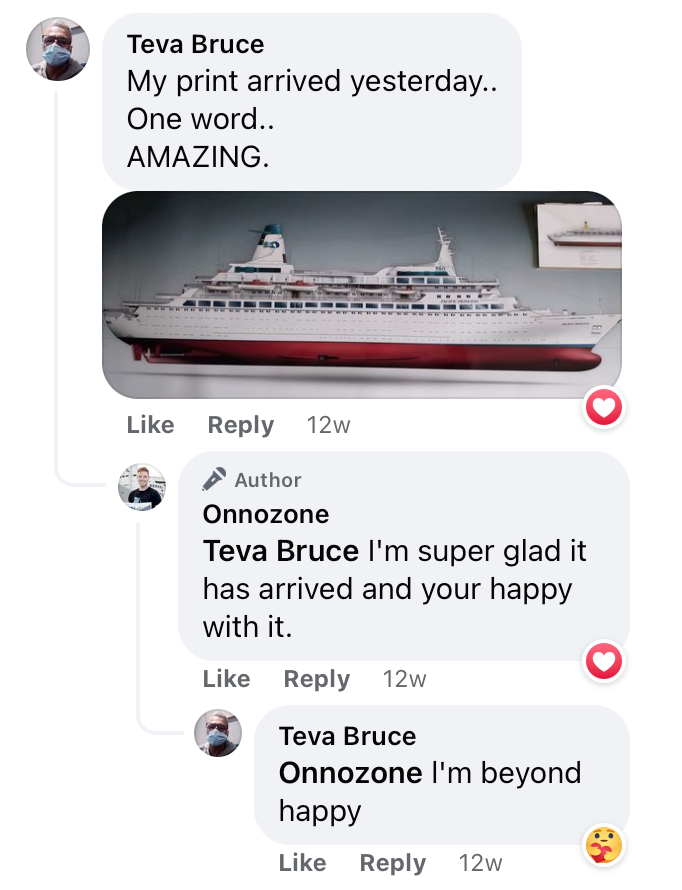 Teva Bruce
My print arrived yesterday..
One word..
AMAZING.
Like Reply 12w
Author
Onnozone
Teva Bruce I'm super glad it
has arrived and your happy
with it.
Like Reply 12w
Teva Bruce
Onnozone I'm beyond
happy
Like Reply 12w